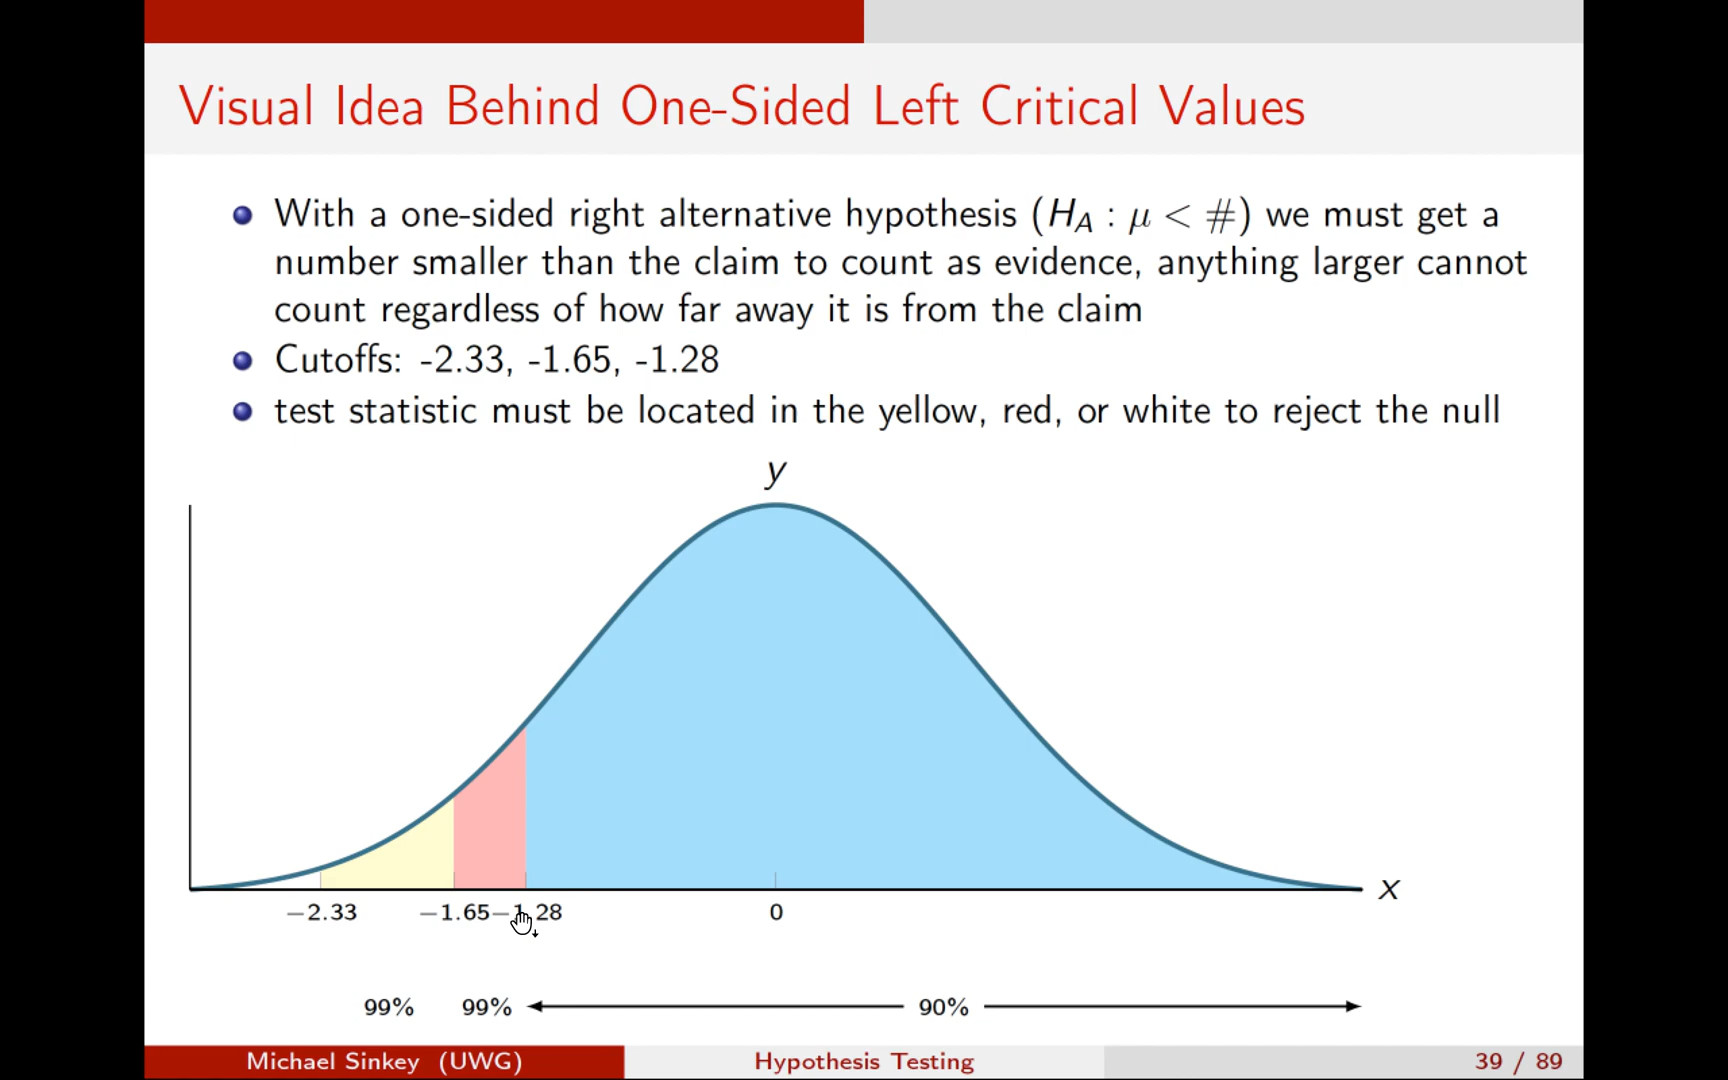 Visual Idea Behind One-Sided Left Critical Values
With a one-sided right alternative hypothesis (H_A : μ < #) we must get a
number smaller than the claim to count as evidence, anything larger cannot
count regardless of how far away it is from the claim
Cutoffs: -2.33, -1.65, -1.28
test statistic must be located in the yellow, red, or white to reject the null
y
x
−2.33 −1.65 −1.28 0
99% 99% 90%
Michael Sinkey (UWG) Hypothesis Testing 39 / 89